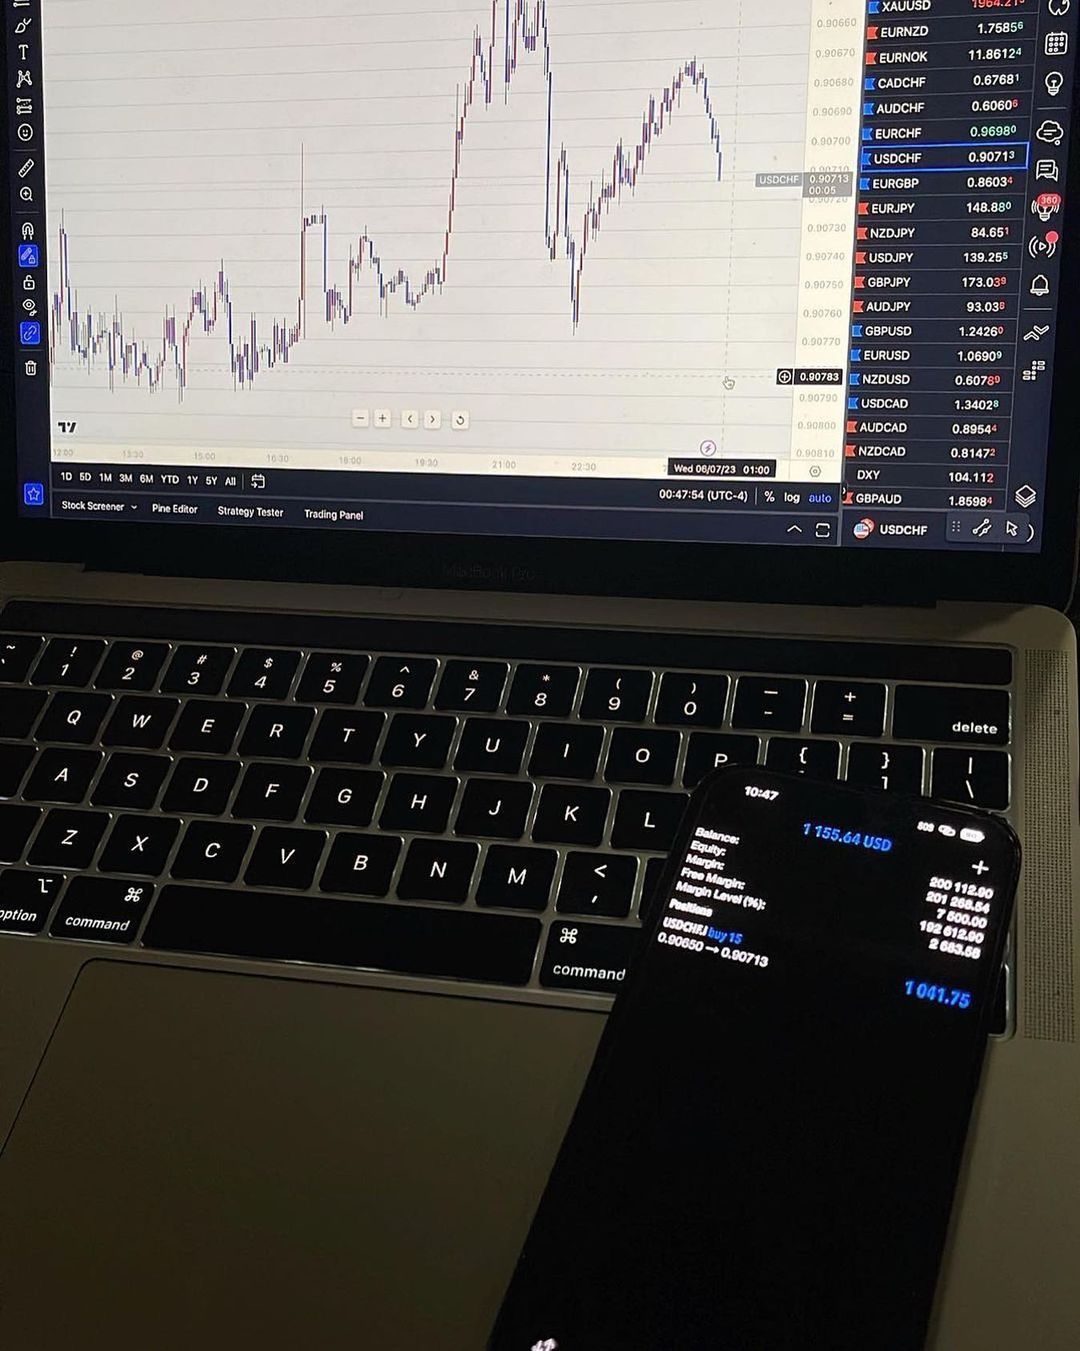 0.90660
0.90670
0.90680
0.90690
0.90700
0.90710
USDCHF 0.90713
00:05
0.90720
0.90730
0.90740
0.90750
0.90760
0.90770
0.90783
0.90790
0.90800
0.90810
T
12:00 13:30 15:00 16:30 18:00 19:30 21:00 22:30
Wed 06/07/23 01:00
1D 5D 1M 3M 6M YTD 1Y 5Y All
00:47:54 (UTC-4) % log auto
Stock Screener Pine Editor Strategy Tester Trading Panel
XAUUSD 1964.21
EURNZD 1.75856
EURNOK 11.86124
CADCHF 0.67681
AUDCHF 0.60606
EURCHF 0.96980
USDCHF 0.90713
EURGBP 0.86034
EURJPY 148.880
NZDJPY 84.651
USDJPY 139.255
GBPJPY 173.039
AUDJPY 93.038
GBPUSD 1.24260
EURUSD 1.06909
NZDUSD 0.60789
USDCAD 1.34028
AUDCAD 0.89544
NZDCAD 0.81472
DXY 104.112
GBPAUD 1.85984
USDCHF
360
MacBook Pro
~ `
! 1 @ 2 # 3 $ 4 % 5 ^ 6 & 7 * 8 ( 9 ) 0 — - + =
delete
Q W E R T Y U I O P { } ] | \
A S D F G H J K L
Z X C V B N M < ,
option ⌘ command ⌘ command
10:47
SOS
1 155.64 USD
+
Balance: 200 112.90
Equity: 201 268.54
Margin: 7 500.00
Free Margin: 192 612.90
Margin Level (%): 2 683.58
Positions
USDCHF.I buy 15
0.90650 → 0.90713
1 041.75